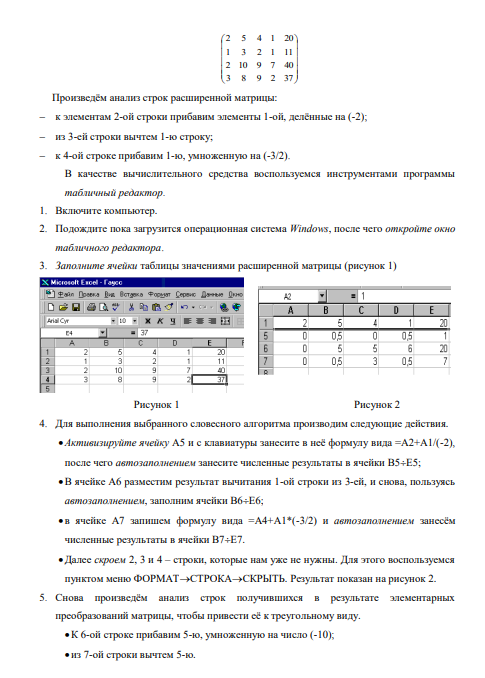 2 5 4 1 20
1 3 2 1 11
2 10 9 7 40
3 8 9 2 37
Произведём анализ строк расширенной матрицы:
– к элементам 2-ой строки прибавим элементы 1-ой, делённые на (-2);
– из 3-ей строки вычтем 1-ю строку;
– к 4-ой строке прибавим 1-ю, умноженную на (-3/2).
В качестве вычислительного средства воспользуемся инструментами программы
табличный редактор.
1. Включите компьютер.
2. Подождите пока загрузится операционная система Windows, после чего откройте окно
табличного редактора.
3. Заполните ячейки таблицы значениями расширенной матрицы (рисунок 1)
Microsoft Excel - Гаусс
Файл Правка Вид Вставка Формат Сервис Данные Окно
Arial Cyr 10 Ж К Ч
E4 = 37
A B C D E F
1 2 5 4 1 20
2 1 3 2 1 11
3 2 10 9 7 40
4 3 8 9 2 37
5
A2 = 1
A B C D E
1 2 5 4 1 20
5 0 0,5 0 0,5 1
6 0 5 5 6 20
7 0 0,5 3 0,5 7
Рисунок 1 Рисунок 2
4. Для выполнения выбранного словесного алгоритма производим следующие действия.
• Активизируйте ячейку A5 и с клавиатуры занесите в неё формулу вида =A2+A1/(-2),
после чего автозаполнением занесите численные результаты в ячейки B5÷E5;
• В ячейке A6 разместим результат вычитания 1-ой строки из 3-ей, и снова, пользуясь
автозаполнением, заполним ячейки B6÷E6;
• в ячейке A7 запишем формулу вида =A4+A1*(-3/2) и автозаполнением занесём
численные результаты в ячейки B7÷E7.
• Далее скроем 2, 3 и 4 – строки, которые нам уже не нужны. Для этого воспользуемся
пунктом меню ФОРМАТ→СТРОКА→СКРЫТЬ. Результат показан на рисунок 2.
5. Снова произведём анализ строк получившихся в результате элементарных
преобразований матрицы, чтобы привести её к треугольному виду.
• К 6-ой строке прибавим 5-ю, умноженную на число (-10);
• из 7-ой строки вычтем 5-ю.